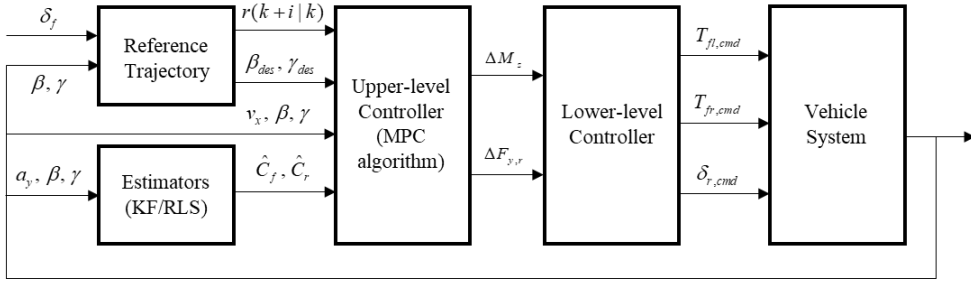 δ_f
β, γ
Reference
Trajectory
r(k+i|k)
β_des, γ_des
v_x, β, γ
a_y, β, γ
Estimators
(KF/RLS)
Ĉ_f, Ĉ_r
Upper-level
Controller
(MPC
algorithm)
ΔM_z
ΔF_y,r
Lower-level
Controller
T_fl,cmd
T_fr,cmd
δ_r,cmd
Vehicle
System